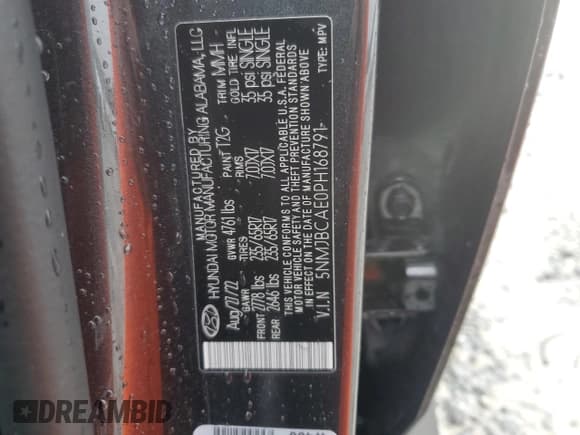 MANUFACTURED BY
HYUNDAI MOTOR MANUFACTURING ALABAMA, LLC
Aug/27/22 GVWR 4761 lbs PAINT T2G TRIM MMH
GAWR TIRES RIMS COLD TIRE INFL
FRONT 2778 lbs 235/65R17 7.0JX17 35 psi SINGLE
REAR 2646 lbs 235/65R17 7.0JX17 35 psi SINGLE
THIS VEHICLE CONFORMS TO ALL APPLICABLE U.S.A. FEDERAL
MOTOR VEHICLE SAFETY AND THEFT PREVENTION STANDARDS
IN EFFECT ON THE DATE OF MANUFACTURE SHOWN ABOVE
V.I.N 5NMJBCAE0PH168791 TYPE: MPV
DREAMBID